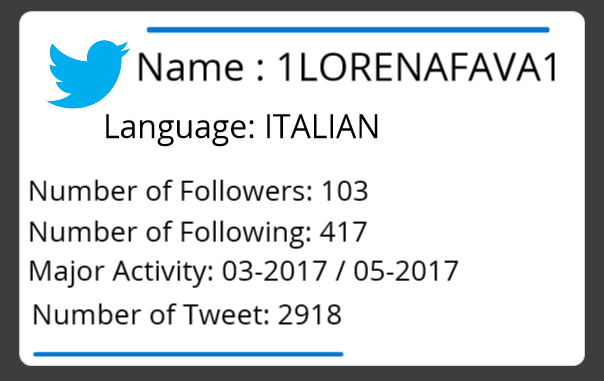 Name : 1LORENAFAVA1
Language: ITALIAN
Number of Followers: 103
Number of Following: 417
Major Activity: 03-2017 / 05-2017
Number of Tweet: 2918